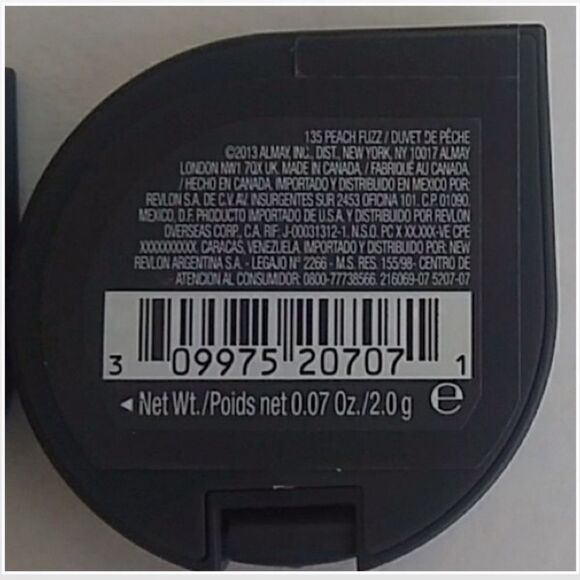 135 PEACH FUZZ / DUVET DE PÊCHE
©2013 ALMAY, INC., DIST., NEW YORK, NY 10017 ALMAY
LONDON NW1 7QX UK. MADE IN CANADA. / FABRIQUÉ AU CANADA.
/ HECHO EN CANADA. IMPORTADO Y DISTRIBUIDO EN MEXICO POR:
REVLON S.A. DE C.V. AV. INSURGENTES SUR 2453 OFICINA 101. C.P. 01090.
MEXICO, D.F. PRODUCTO IMPORTADO Y DISTRIBUIDO POR REVLON
OVERSEAS CORP., C.A. RIF: J-00031312-1. N.S.O. PC X XX.XXX-VE CPE
XXXXXXXXXX. CARACAS, VENEZUELA. IMPORTADO Y DISTRIBUIDO POR: NEW
REVLON ARGENTINA S.A. - LEGAJO N° 2266 - M.S. RES. 155/98- CENTRO DE
ATENCION AL CONSUMIDOR: 0800-77738566. 216069-07 5207-07
3 09975 20707 1
◄ Net Wt./Poids net 0.07 Oz./2.0 g ℮